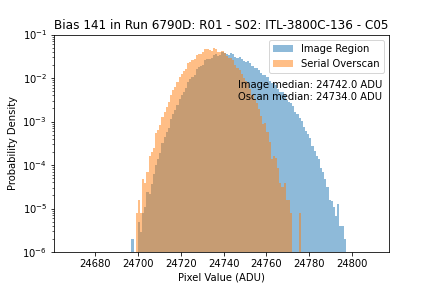 Bias 141 in Run 6790D: R01 - S02: ITL-3800C-136 - C05
Image Region
Serial Overscan
Image median: 24742.0 ADU
Oscan median: 24734.0 ADU
Probability Density
10⁻¹
10⁻²
10⁻³
10⁻⁴
10⁻⁵
10⁻⁶
24680 24700 24720 24740 24760 24780 24800
Pixel Value (ADU)